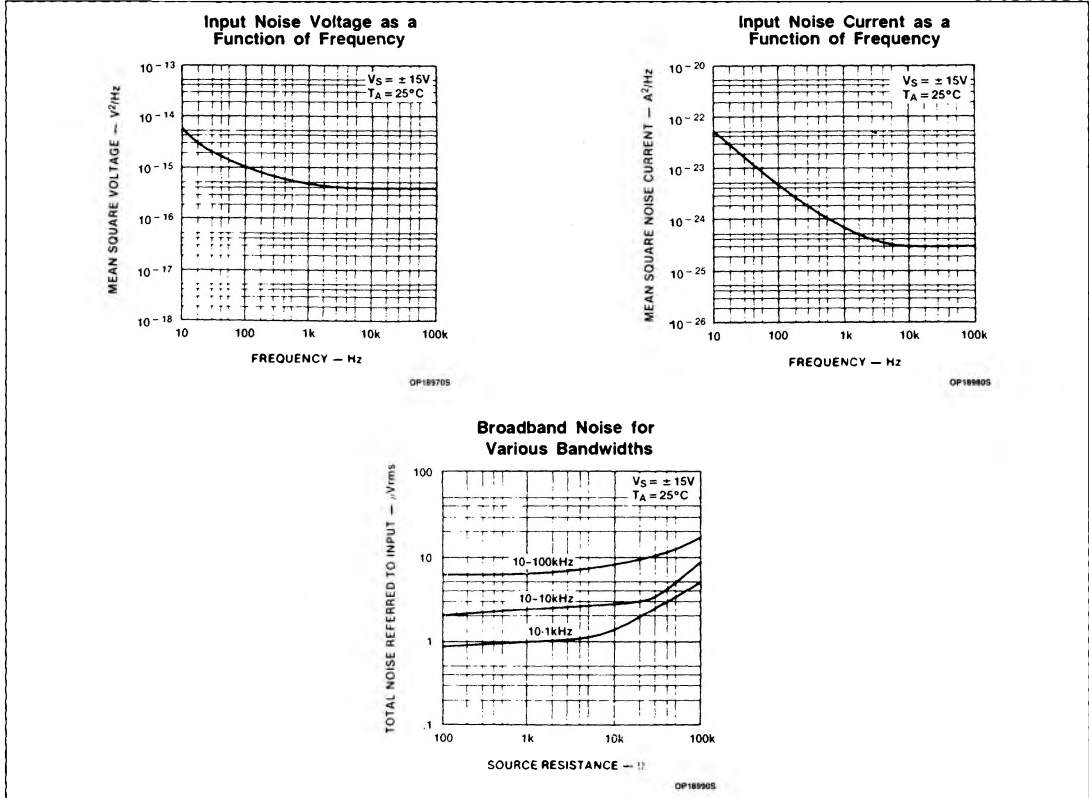 Input Noise Voltage as a
Function of Frequency
V_S = ± 15V
T_A = 25°C
MEAN SQUARE VOLTAGE — V²/Hz
10 – 13
10 – 14
10 – 15
10 – 16
10 – 17
10 – 18
10 100 1k 10k 100k
FREQUENCY — Hz
OP18970S
Input Noise Current as a
Function of Frequency
V_S = ± 15V
T_A = 25°C
MEAN SQUARE NOISE CURRENT — A²/Hz
10 – 20
10 – 22
10 – 23
10 – 24
10 – 25
10 – 26
10 100 1k 10k 100k
FREQUENCY — Hz
OP18980S
Broadband Noise for
Various Bandwidths
V_S = ± 15V
T_A = 25°C
TOTAL NOISE REFERRED TO INPUT — µVrms
100
10
1
.1
10-100kHz
10-10kHz
10-1kHz
100 1k 10k 100k
SOURCE RESISTANCE — Ω
OP18990S